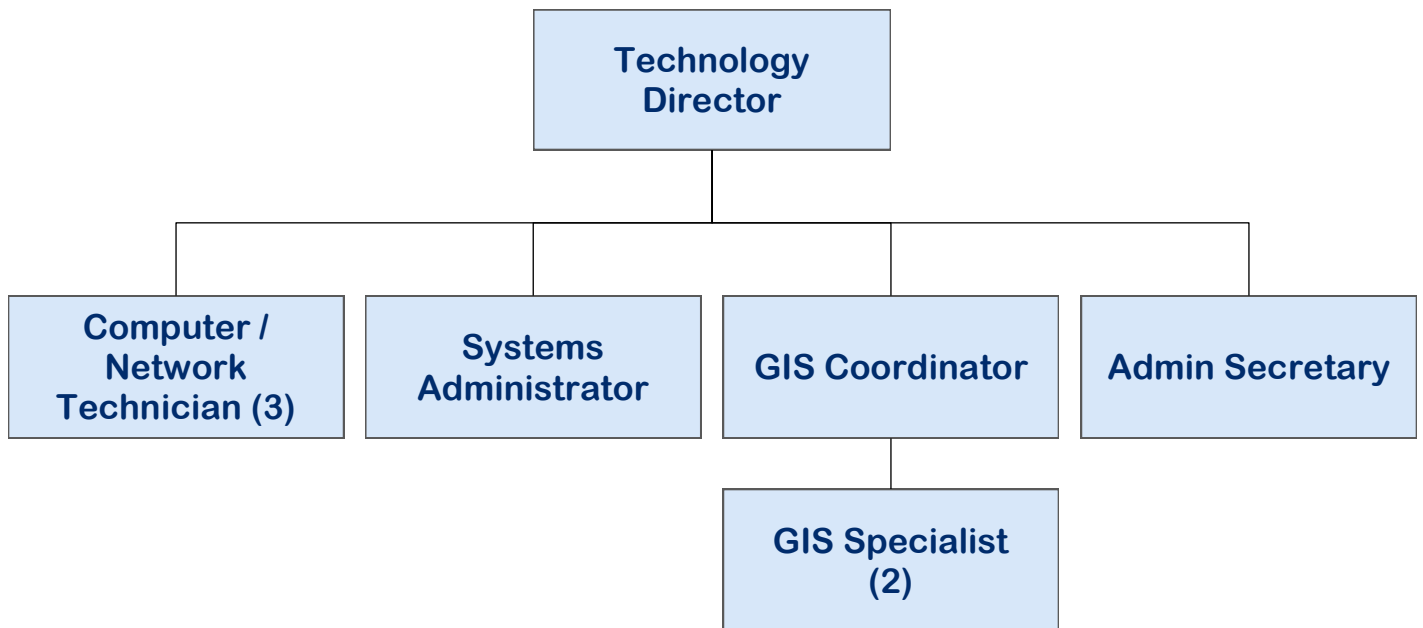 Technology
Director
Computer /
Network
Technician (3)
Systems
Administrator
GIS Coordinator
Admin Secretary
GIS Specialist
(2)